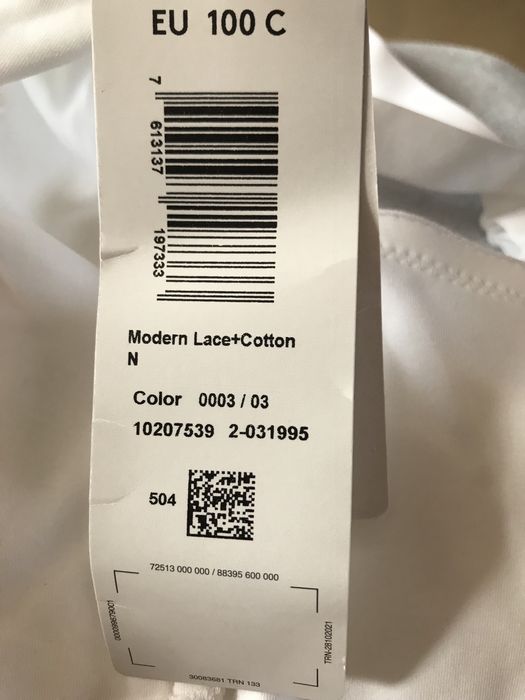 EU 100 C
7 613137 197333
Modern Lace+Cotton
N
Color 0003 / 03
10207539 2-031995
504
72513 000 000 / 88395 600 000
TRN-28102021
30083681 TRN 133